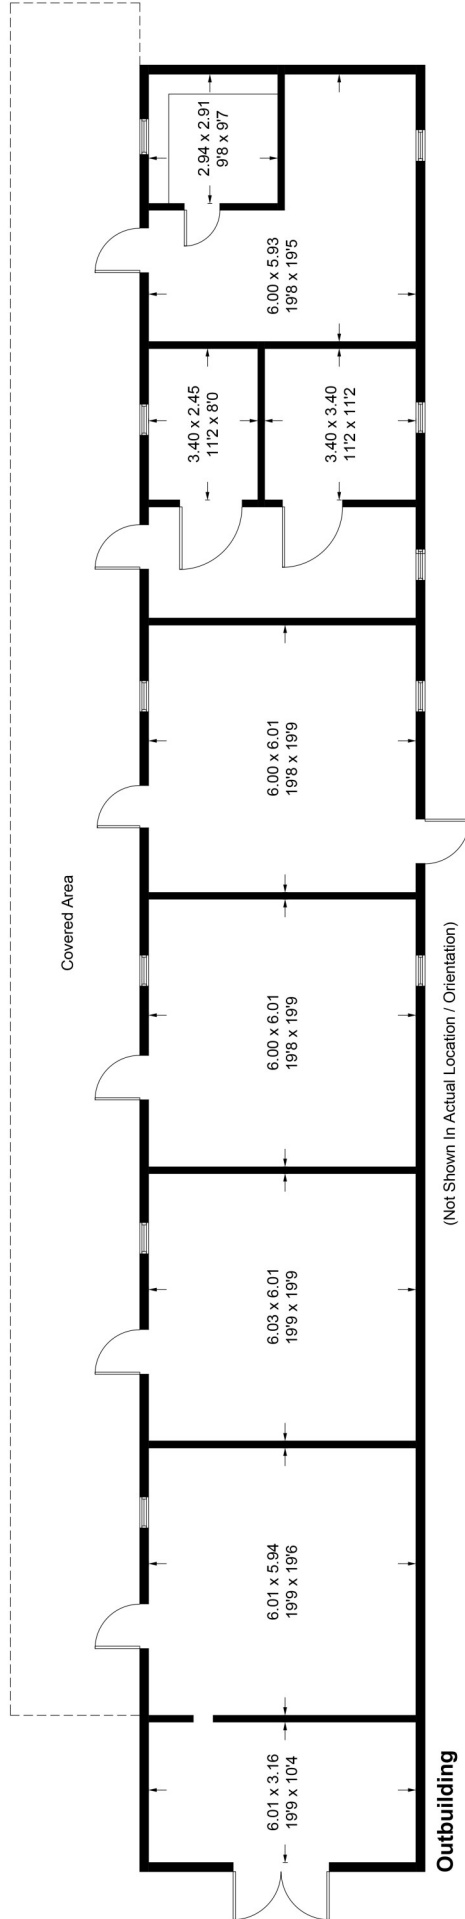 Covered Area
6.01 x 3.16
19'9 x 10'4
6.01 x 5.94
19'9 x 19'6
6.03 x 6.01
19'9 x 19'9
6.00 x 6.01
19'8 x 19'9
6.00 x 6.01
19'8 x 19'9
3.40 x 2.45
11'2 x 8'0
3.40 x 3.40
11'2 x 11'2
2.94 x 2.91
9'8 x 9'7
6.00 x 5.93
19'8 x 19'5
Outbuilding
(Not Shown In Actual Location / Orientation)